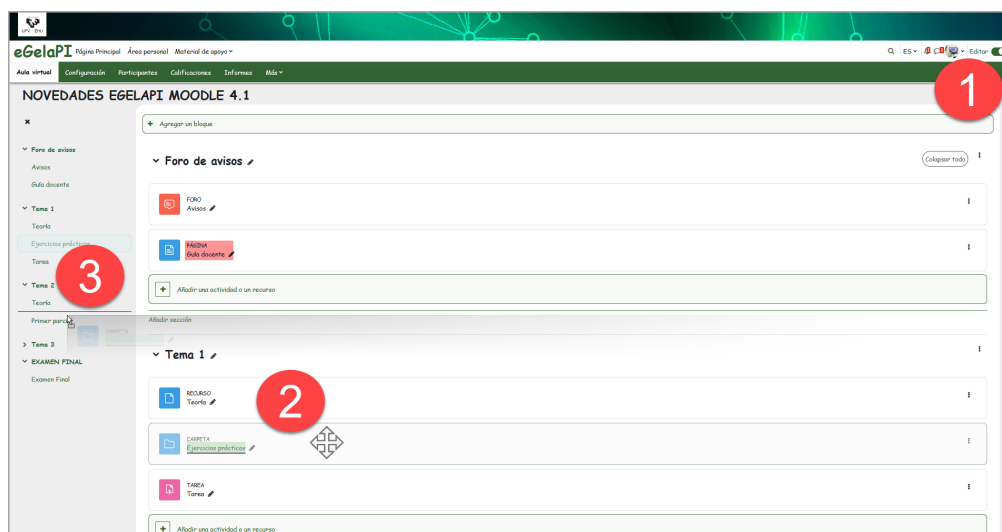 UPV EHU
eGelaPI Página Principal Área personal Material de apoyo ES Editar
Aula virtual Configuración Participantes Calificaciones Informes Más
1
NOVEDADES EGELAPI MOODLE 4.1
+ Agregar un bloque
Foro de avisos
Avisos
Guía docente
Tema 1
Teoría
Ejercicios prácticos
Tarea
3
Tema 2
Teoría
Primer parcial
Tema 3
EXAMEN FINAL
Examen Final
Foro de avisos
Colapsar todo
FORO
Avisos
PÁGINA
Guía docente
+ Añadir una actividad o un recurso
Añadir sección
CARPETA
Tema 1
RECURSO
Teoría
2
CARPETA
Ejercicios prácticos
TAREA
Tarea
+ Añadir una actividad o un recurso